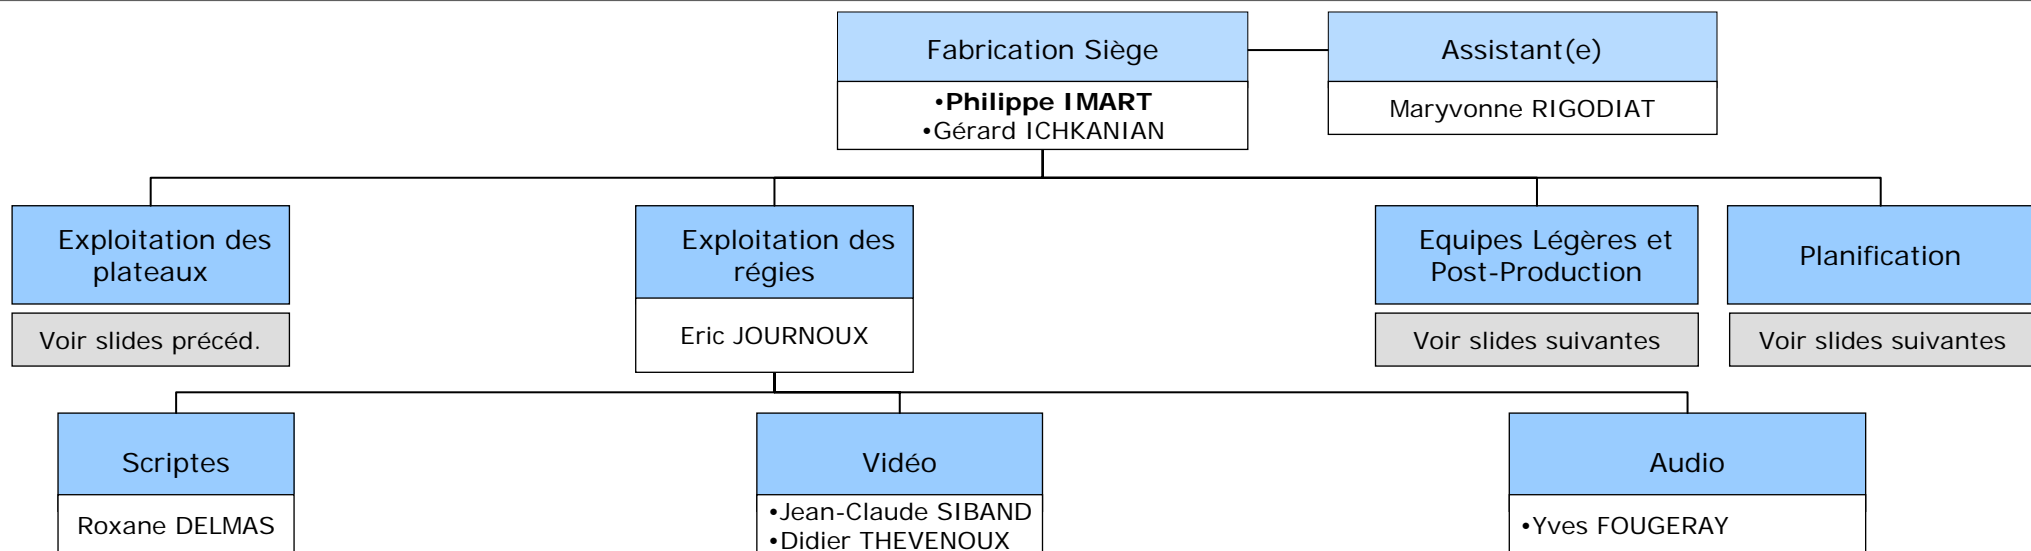 Fabrication Siège
Assistant(e)
•Philippe IMART
•Gérard ICHKANIAN
Maryvonne RIGODIAT
Exploitation des
plateaux
Voir slides précéd.
Exploitation des
régies
Eric JOURNOUX
Equipes Légères et
Post-Production
Voir slides suivantes
Planification
Voir slides suivantes
Scriptes
Roxane DELMAS
Vidéo
•Jean-Claude SIBAND
•Didier THEVENOUX
Audio
•Yves FOUGERAY